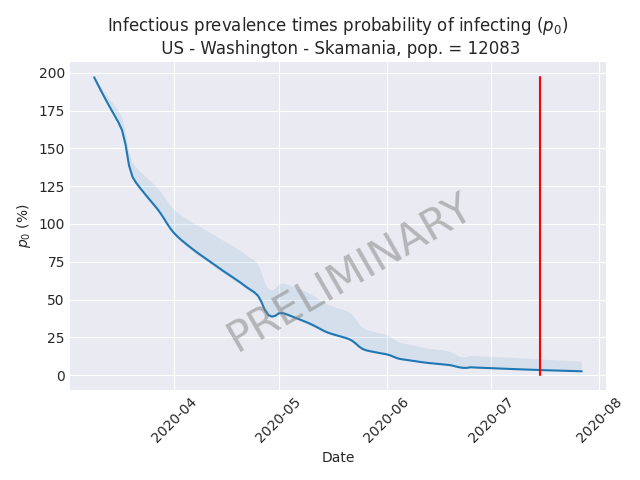 Infectious prevalence times probability of infecting (p₀)
US - Washington - Skamania, pop. = 12083
200
175
150
125
100
75
50
25
0
p₀ (%)
PRELIMINARY
2020-04
2020-05
2020-06
2020-07
2020-08
Date